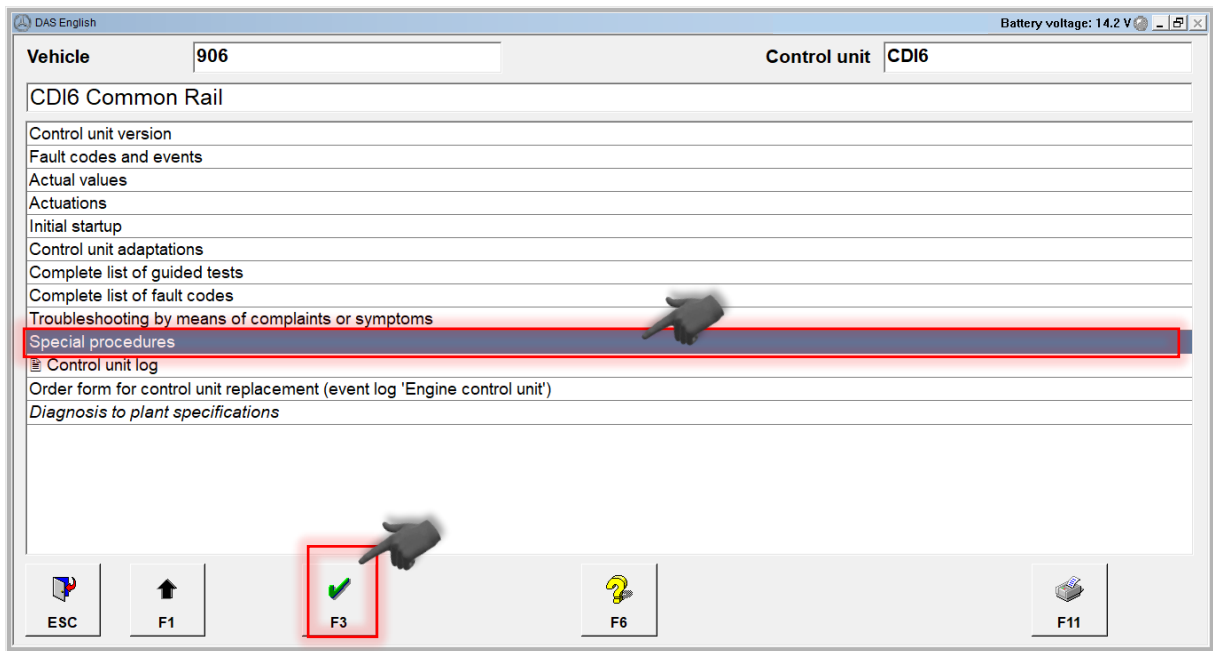 DAS English Battery voltage: 14.2 V
Vehicle 906 Control unit CDI6
CDI6 Common Rail
Control unit version
Fault codes and events
Actual values
Actuations
Initial startup
Control unit adaptations
Complete list of guided tests
Complete list of fault codes
Troubleshooting by means of complaints or symptoms
Special procedures
Control unit log
Order form for control unit replacement (event log 'Engine control unit')
Diagnosis to plant specifications
ESC F1 F3 F6 F11